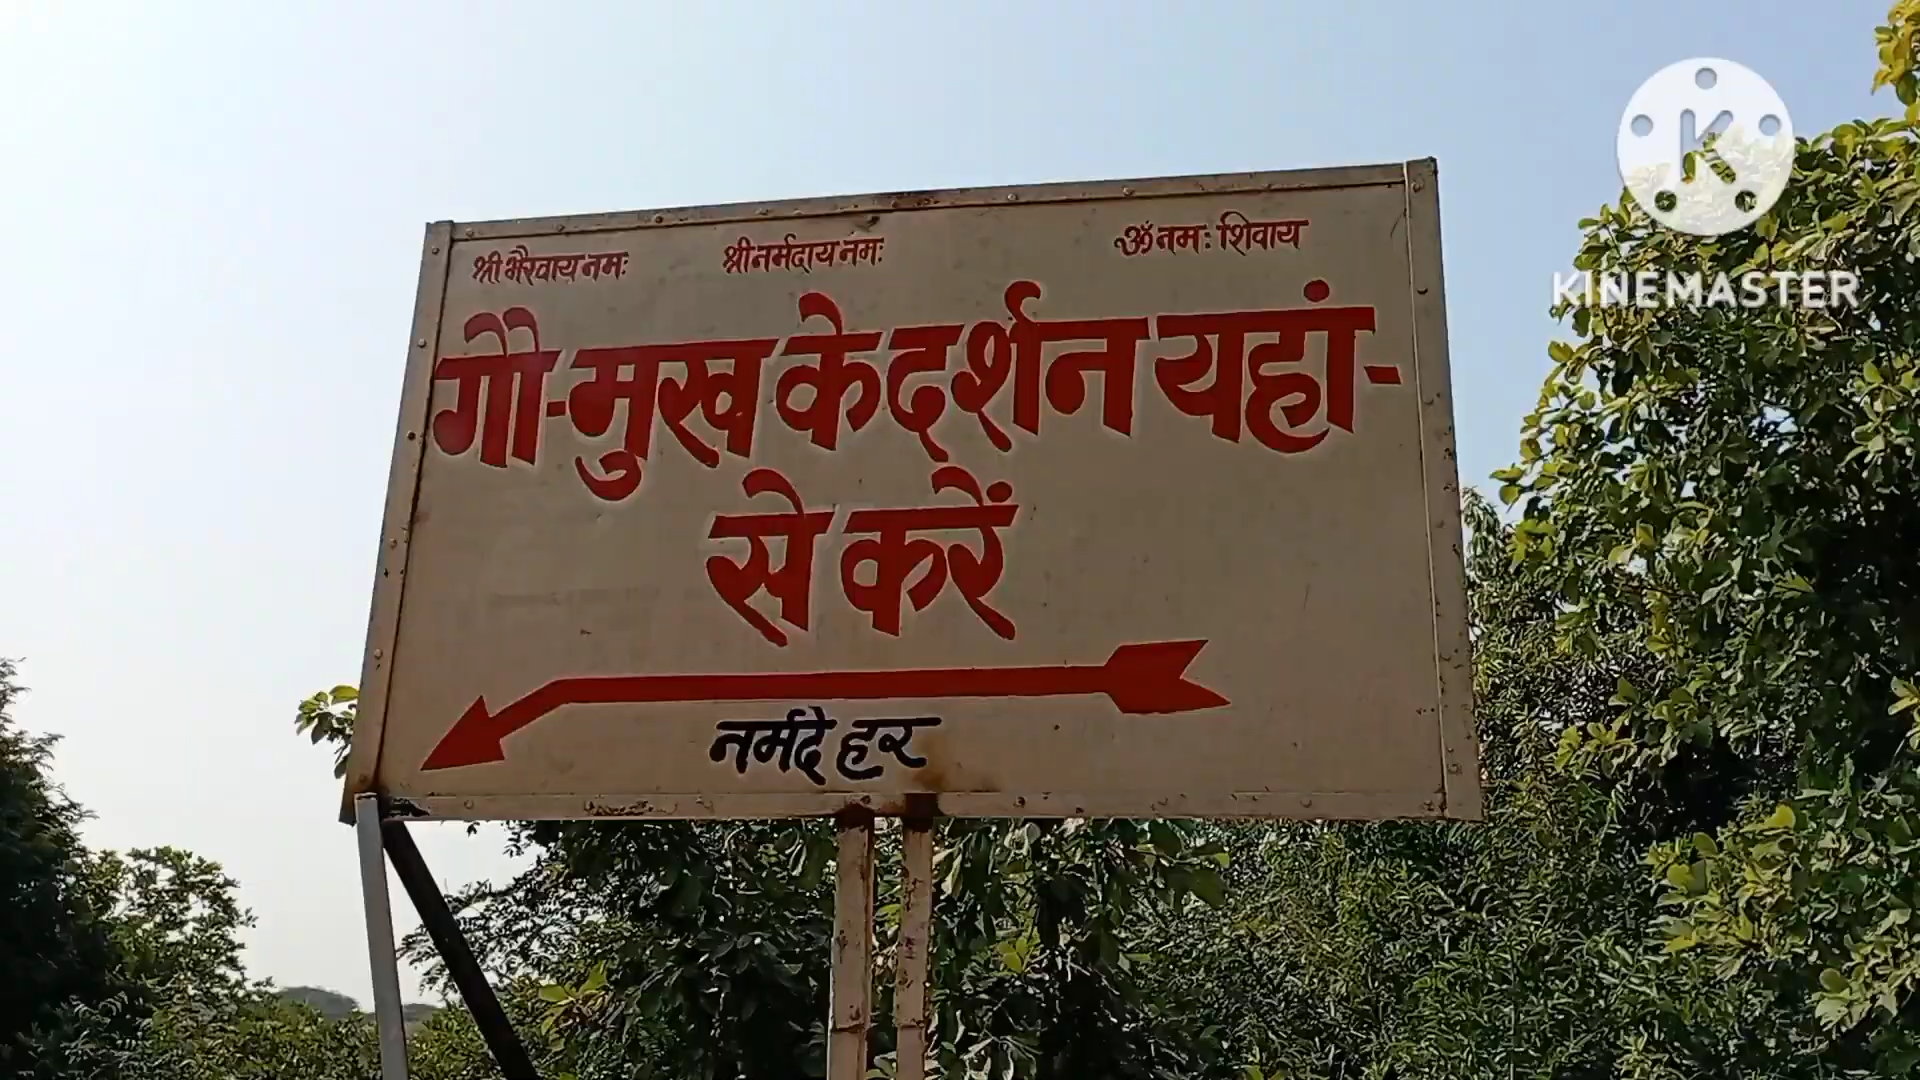 श्री भैरवाय नमः श्री नर्मदाय नमः ॐ नमः शिवाय
गौ-मुख के दर्शन यहां-
से करें
नर्मदे हर
KINEMASTER